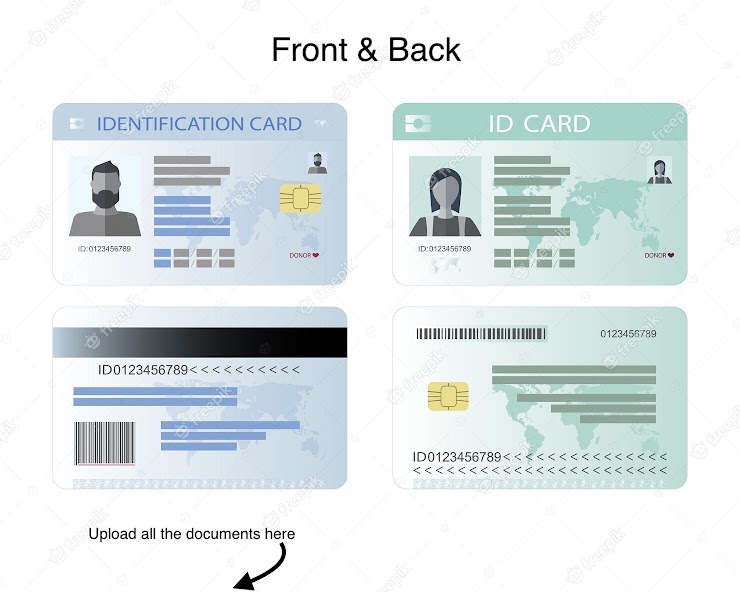 Front & Back
IDENTIFICATION CARD
ID:0123456789
DONOR
ID CARD
ID:0123456789
DONOR
ID0123456789<<<<<<<<<<
0123456789
ID0123456789<<<<<<<<<<<<<<<
<<<<<<<<<<<<<<<<<<<<<<<
Upload all the documents here
freepik